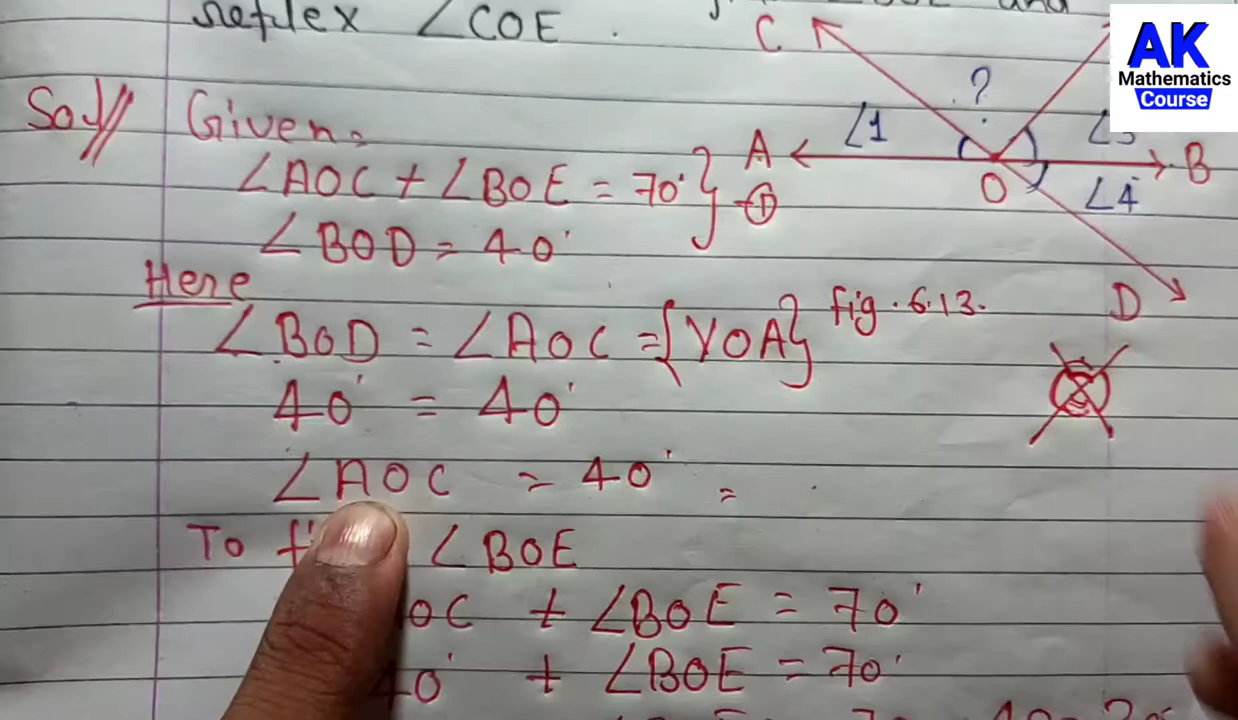 reflex ∠COE .
and
C
AK
Mathematics
Course
Sol// Given:
?
∠1
A
B
O
∠4
∠AOC + ∠BOE = 70° } ①
∠BOD = 40°
Here
D
fig. 6.13.
∠BOD = ∠AOC = {VOA}
40° = 40°
∠AOC = 40° =
To ∠BOE
OC + ∠BOE = 70°
40° + ∠BOE = 70°